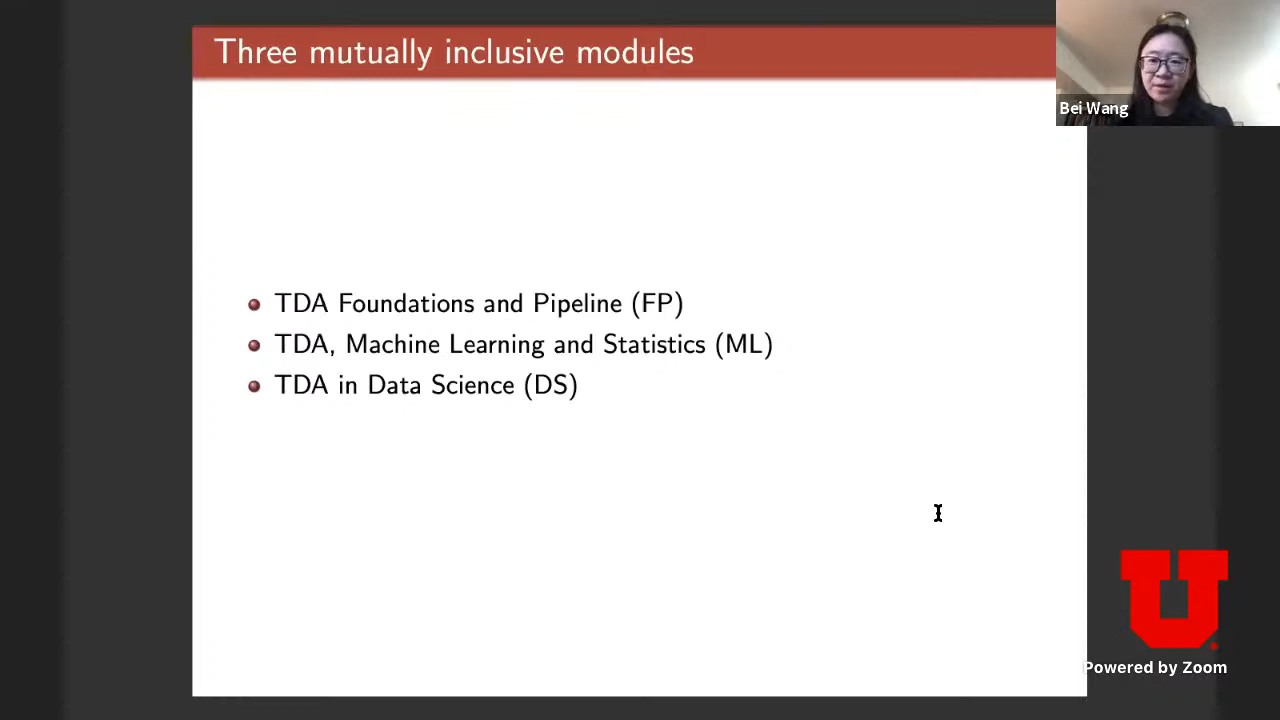 Three mutually inclusive modules
Bei Wang
TDA Foundations and Pipeline (FP)
TDA, Machine Learning and Statistics (ML)
TDA in Data Science (DS)
U
Powered by Zoom